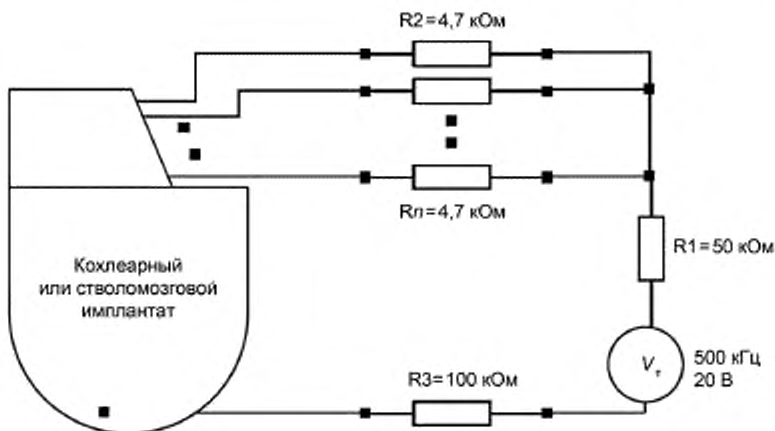 R2=4,7 кОм
Rn=4,7 кОм
R1=50 кОм
Кохлеарный
или стволомозговой
имплантат
Vт
500 кГц
20 В
R3=100 кОм